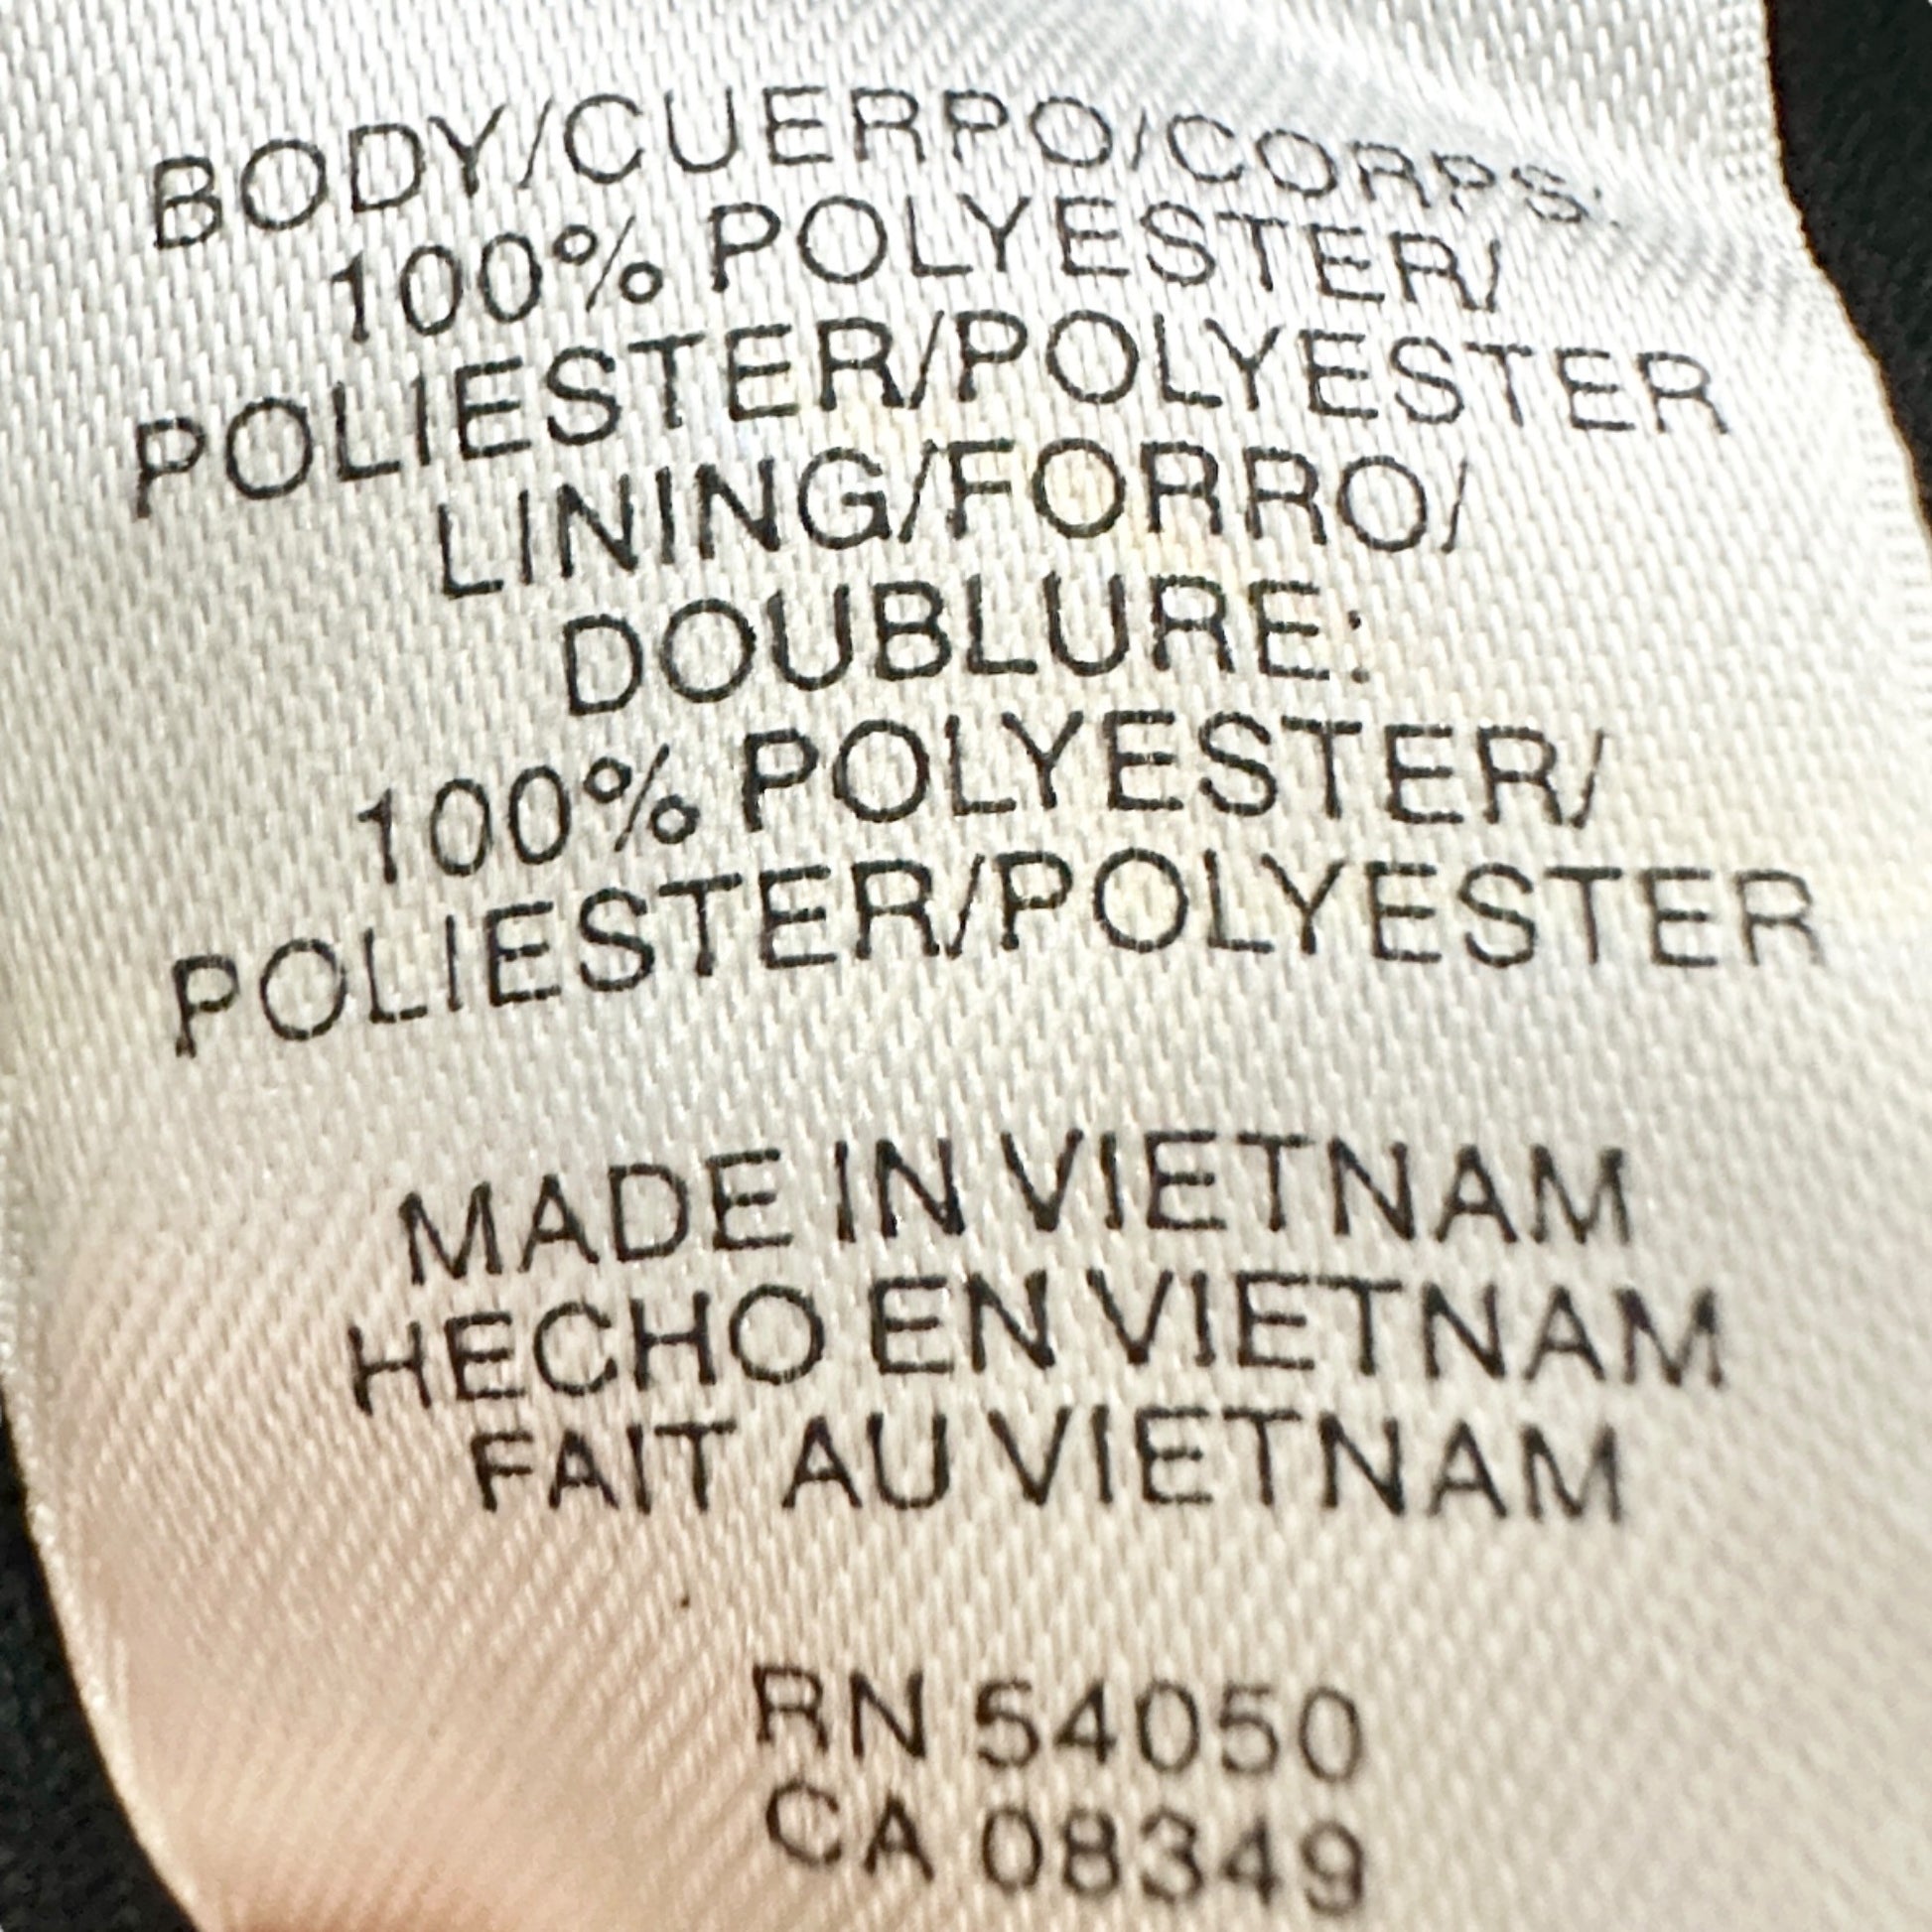 BODY/CUERPO/CORPS:
100% POLYESTER/
POLIESTER/POLYESTER
LINING/FORRO/
DOUBLURE:
100% POLYESTER/
POLIESTER/POLYESTER
MADE IN VIETNAM
HECHO EN VIETNAM
FAIT AU VIETNAM
RN 54050
CA 08349